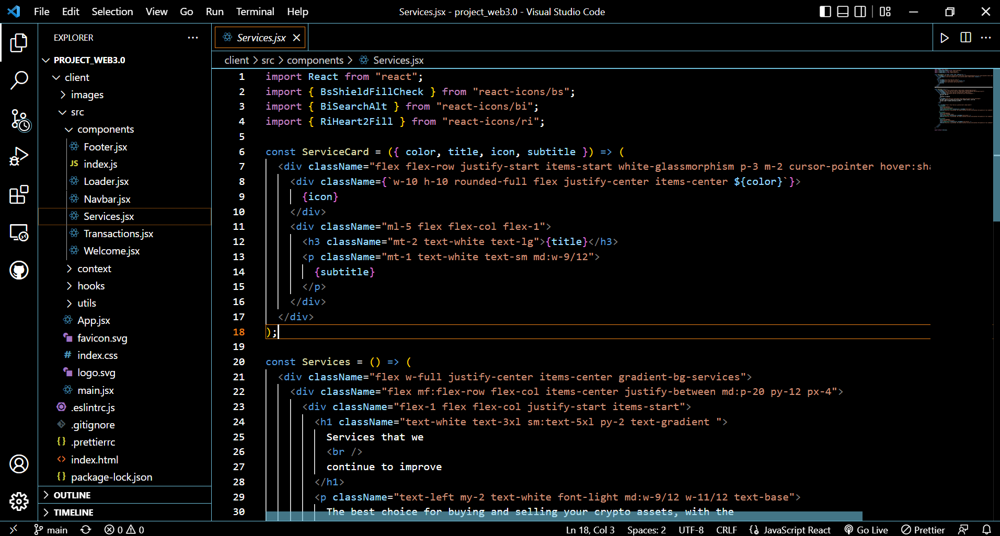 File Edit Selection View Go Run Terminal Help
Services.jsx - project_web3.0 - Visual Studio Code
EXPLORER
PROJECT_WEB3.0
client
images
src
components
Footer.jsx
JS index.js
Loader.jsx
Navbar.jsx
Services.jsx
Transactions.jsx
Welcome.jsx
context
hooks
utils
App.jsx
favicon.svg
# index.css
logo.svg
main.jsx
.eslintrc.js
.gitignore
{} .prettierrc
<> index.html
{} package-lock.json
OUTLINE
TIMELINE
Services.jsx
client > src > components > Services.jsx
1 import React from "react";
2 import { BsShieldFillCheck } from "react-icons/bs";
3 import { BiSearchAlt } from "react-icons/bi";
4 import { RiHeart2Fill } from "react-icons/ri";
5
6 const ServiceCard = ({ color, title, icon, subtitle }) => (
7 <div className="flex flex-row justify-start items-start white-glassmorphism p-3 m-2 cursor-pointer hover:sha
8 <div className={`w-10 h-10 rounded-full flex justify-center items-center ${color}`}>
9 {icon}
10 </div>
11 <div className="ml-5 flex flex-col flex-1">
12 <h3 className="mt-2 text-white text-lg">{title}</h3>
13 <p className="mt-1 text-white text-sm md:w-9/12">
14 {subtitle}
15 </p>
16 </div>
17 </div>
18 );
19
20 const Services = () => (
21 <div className="flex w-full justify-center items-center gradient-bg-services">
22 <div className="flex mf:flex-row flex-col items-center justify-between md:p-20 py-12 px-4">
23 <div className="flex-1 flex flex-col justify-start items-start">
24 <h1 className="text-white text-3xl sm:text-5xl py-2 text-gradient ">
25 Services that we
26 <br />
27 continue to improve
28 </h1>
29 <p className="text-left my-2 text-white font-light md:w-9/12 w-11/12 text-base">
30 The best choice for buying and selling your crypto assets, with the
main 0 0
Ln 18, Col 3 Spaces: 2 UTF-8 CRLF JavaScript React Go Live Prettier